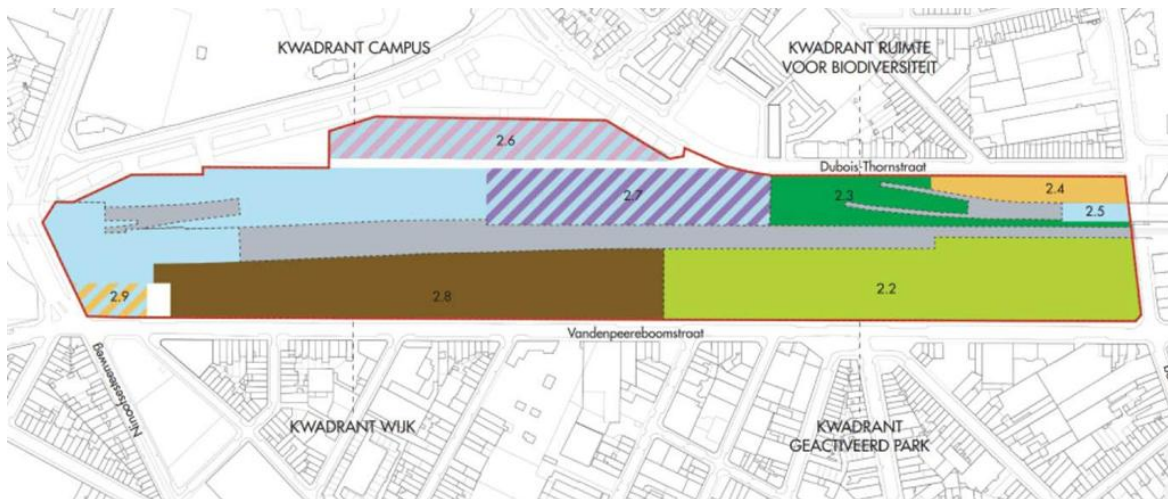 KWADRANT CAMPUS
KWADRANT RUIMTE
VOOR BIODIVERSITEIT
2.6
Dubois-Thornstraat
2.7
2.3
2.4
2.5
2.9
2.8
2.2
Vandenpeereboomstraat
Ninoofsesteenweg
KWADRANT WIJK
KWADRANT
GEACTIVEERD PARK